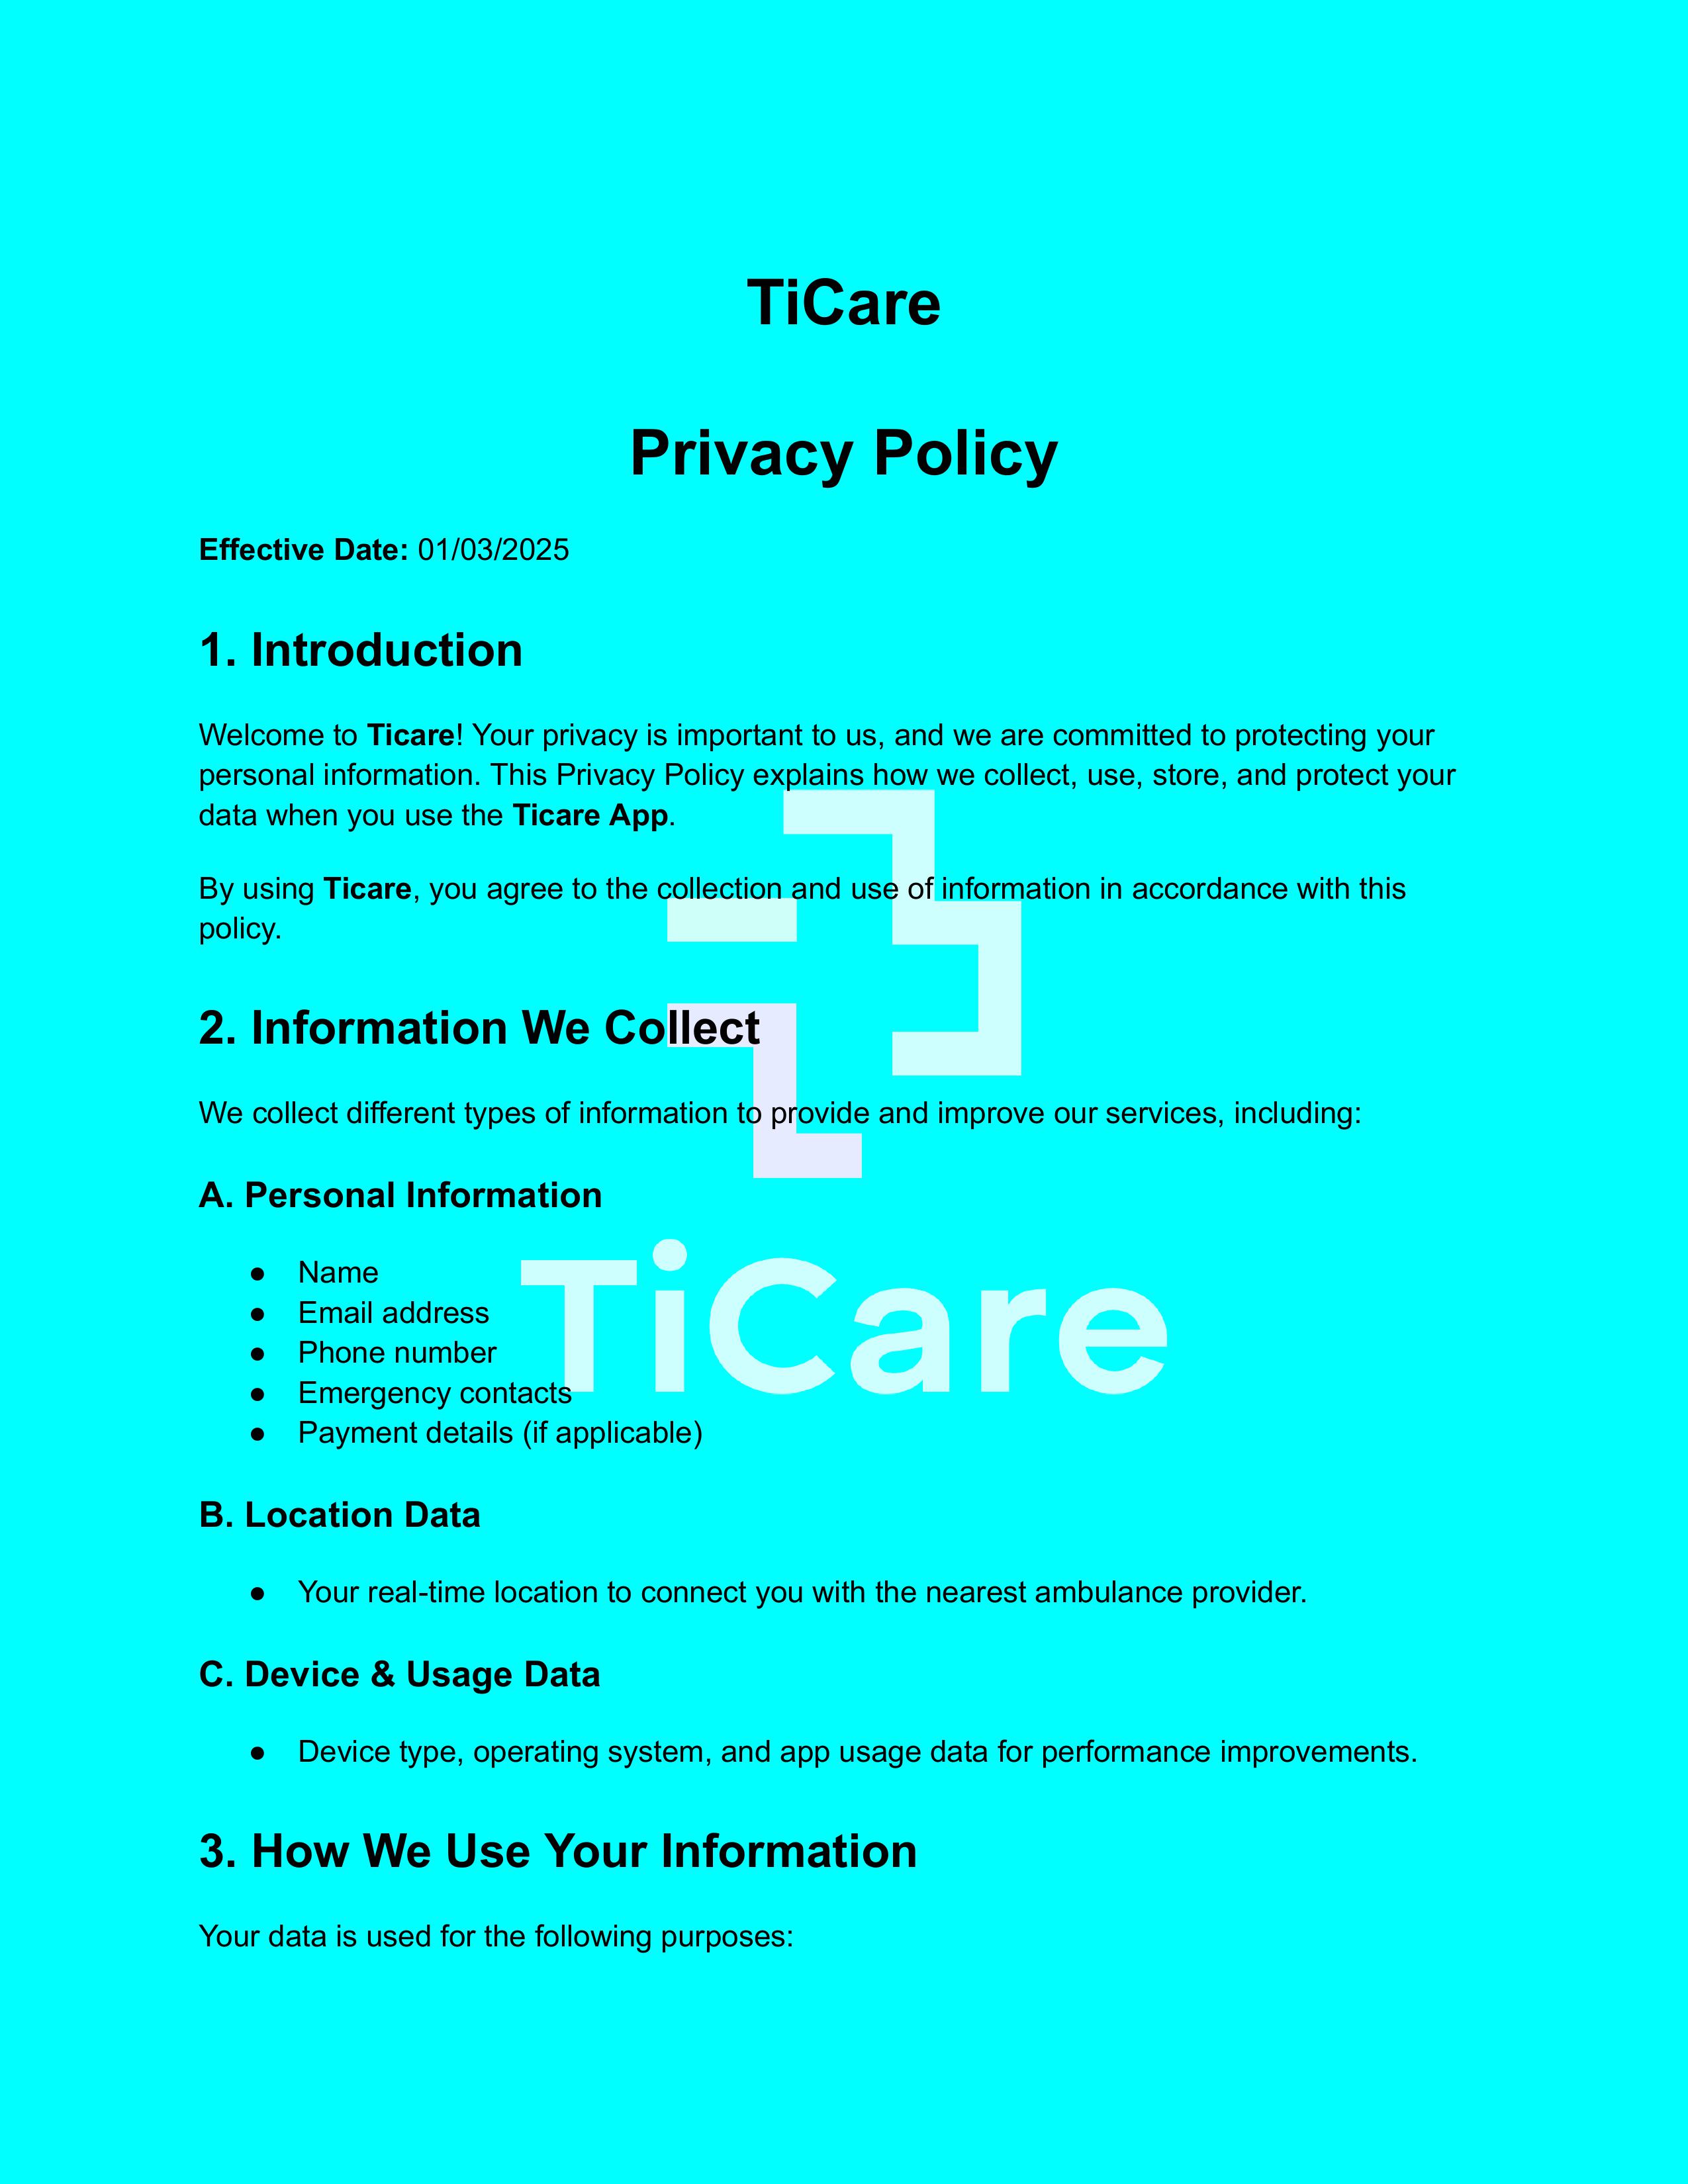 TiCare
Privacy Policy
Effective Date: 01/03/2025
1. Introduction
Welcome to Ticare! Your privacy is important to us, and we are committed to protecting your
personal information. This Privacy Policy explains how we collect, use, store, and protect your
data when you use the Ticare App.
By using Ticare, you agree to the collection and use of information in accordance with this
policy.
2. Information We Collect
We collect different types of information to provide and improve our services, including:
A. Personal Information
● Name
● Email address
● Phone number
● Emergency contacts
● Payment details (if applicable)
TiCare
B. Location Data
● Your real-time location to connect you with the nearest ambulance provider.
C. Device & Usage Data
● Device type, operating system, and app usage data for performance improvements.
3. How We Use Your Information
Your data is used for the following purposes: